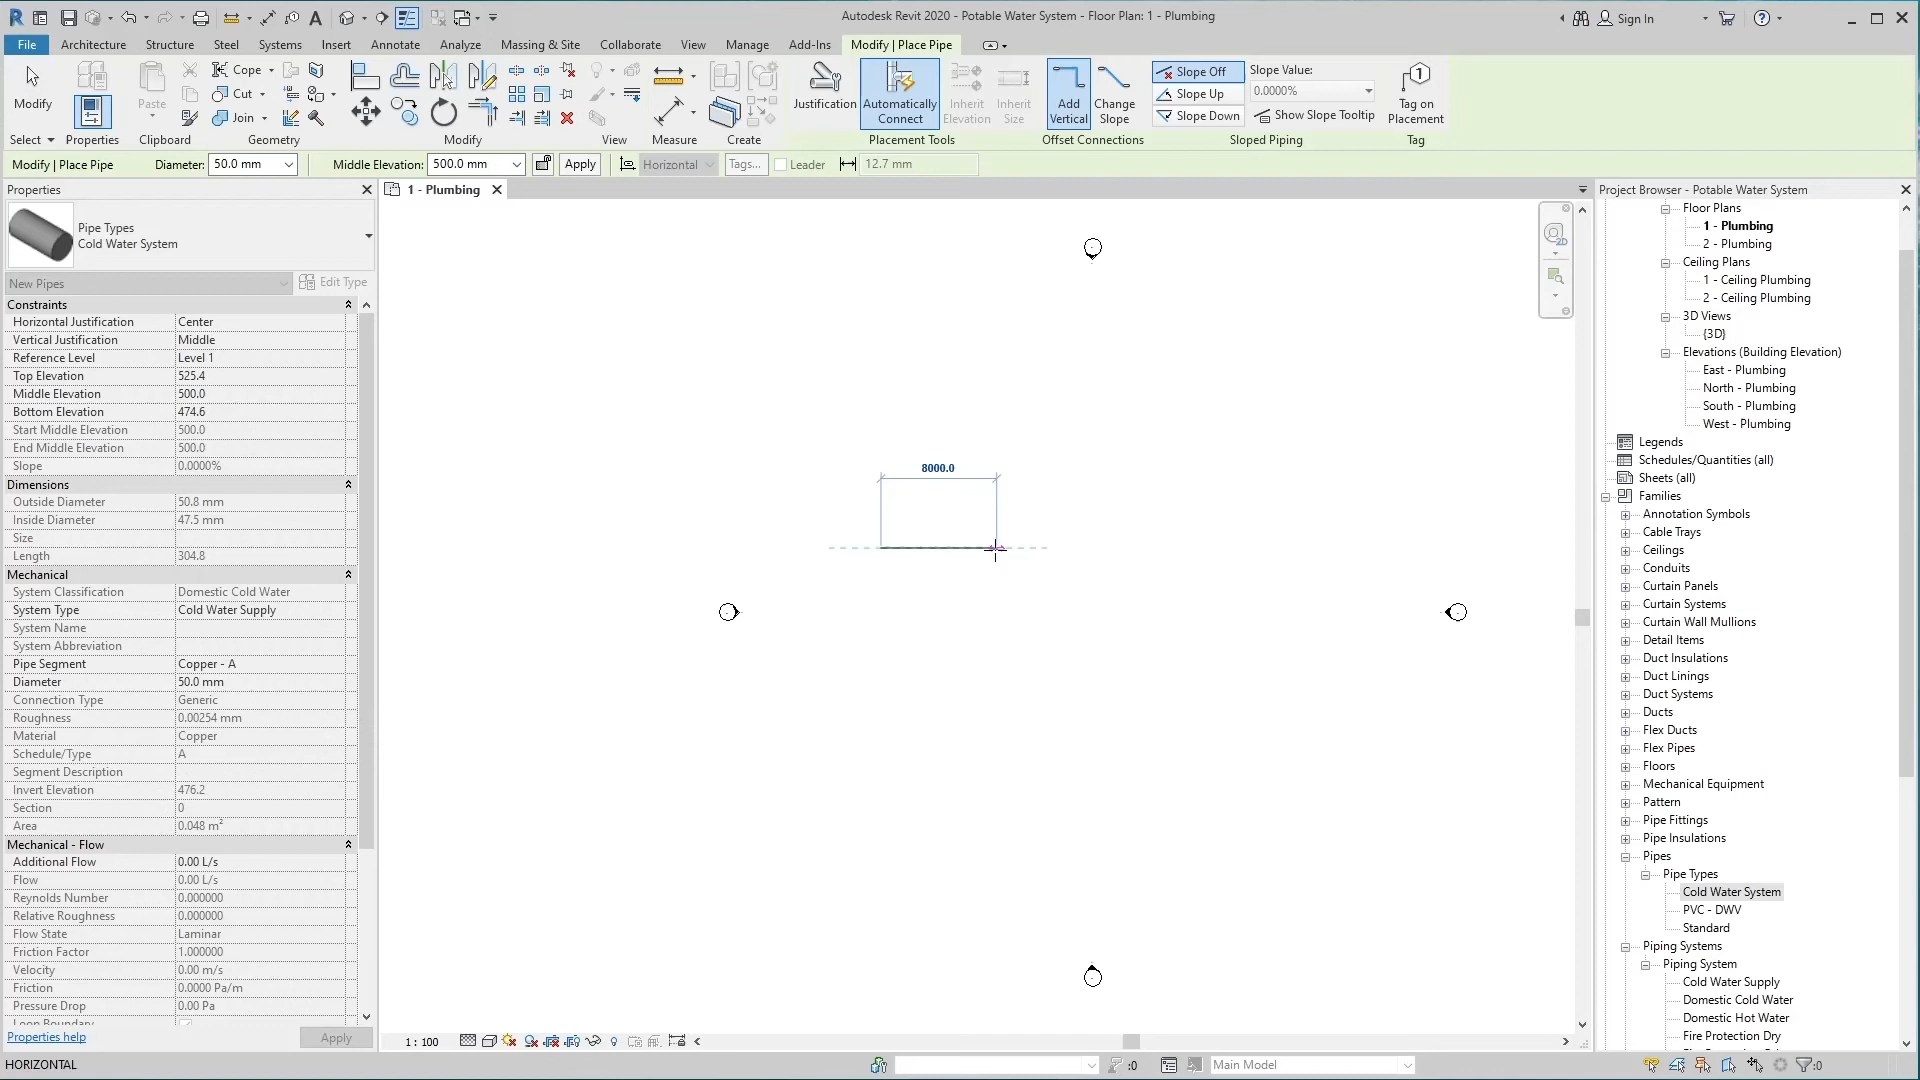 Autodesk Revit 2020 - Potable Water System - Floor Plan: 1 - Plumbing
Sign In
File Architecture Structure Steel Systems Insert Annotate Analyze Massing & Site Collaborate View Manage Add-Ins Modify | Place Pipe
Modify
Paste
Cope
Cut
Join
Justification
Automatically Connect
Inherit Elevation
Inherit Size
Add Vertical
Change Slope
Slope Off
Slope Up
Slope Down
Slope Value:
0.0000%
Show Slope Tooltip
1
Tag on Placement
Select Properties Clipboard Geometry Modify View Measure Create Placement Tools Offset Connections Sloped Piping Tag
Modify | Place Pipe Diameter: 50.0 mm Middle Elevation: 500.0 mm Apply Horizontal Tags... Leader 12.7 mm
Properties
Pipe Types
Cold Water System
New Pipes Edit Type
Constraints
Horizontal Justification Center
Vertical Justification Middle
Reference Level Level 1
Top Elevation 525.4
Middle Elevation 500.0
Bottom Elevation 474.6
Start Middle Elevation 500.0
End Middle Elevation 500.0
Slope 0.0000%
Dimensions
Outside Diameter 50.8 mm
Inside Diameter 47.5 mm
Size
Length 304.8
Mechanical
System Classification Domestic Cold Water
System Type Cold Water Supply
System Name
System Abbreviation
Pipe Segment Copper - A
Diameter 50.0 mm
Connection Type Generic
Roughness 0.00254 mm
Material Copper
Schedule/Type A
Segment Description
Invert Elevation 476.2
Section 0
Area 0.048 m²
Mechanical - Flow
Additional Flow 0.00 L/s
Flow 0.00 L/s
Reynolds Number 0.000000
Relative Roughness 0.000000
Flow State Laminar
Friction Factor 1.000000
Velocity 0.00 m/s
Friction 0.0000 Pa/m
Pressure Drop 0.00 Pa
Loop Boundary
Properties help Apply
1 - Plumbing
2D
8000.0
1 : 100
Project Browser - Potable Water System
Floor Plans
1 - Plumbing
2 - Plumbing
Ceiling Plans
1 - Ceiling Plumbing
2 - Ceiling Plumbing
3D Views
{3D}
Elevations (Building Elevation)
East - Plumbing
North - Plumbing
South - Plumbing
West - Plumbing
Legends
Schedules/Quantities (all)
Sheets (all)
Families
Annotation Symbols
Cable Trays
Ceilings
Conduits
Curtain Panels
Curtain Systems
Curtain Wall Mullions
Detail Items
Duct Insulations
Duct Linings
Duct Systems
Ducts
Flex Ducts
Flex Pipes
Floors
Mechanical Equipment
Pattern
Pipe Fittings
Pipe Insulations
Pipes
Pipe Types
Cold Water System
PVC - DWV
Standard
Piping Systems
Piping System
Cold Water Supply
Domestic Cold Water
Domestic Hot Water
Fire Protection Dry
HORIZONTAL
:0
Main Model
:0